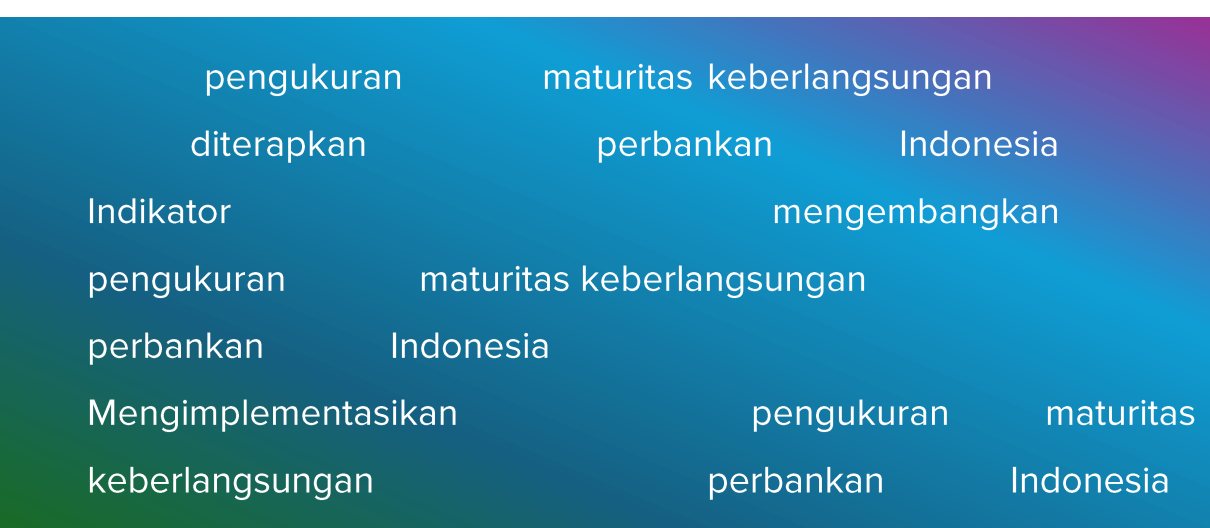 pengukuran maturitas keberlangsungan
diterapkan perbankan Indonesia
Indikator mengembangkan
pengukuran maturitas keberlangsungan
perbankan Indonesia
Mengimplementasikan pengukuran maturitas
keberlangsungan perbankan Indonesia